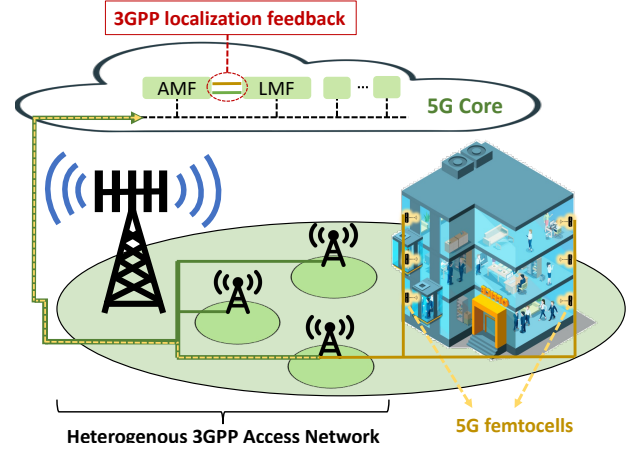 3GPP localization feedback
AMF
LMF
...
5G Core
5G femtocells
Heterogenous 3GPP Access Network